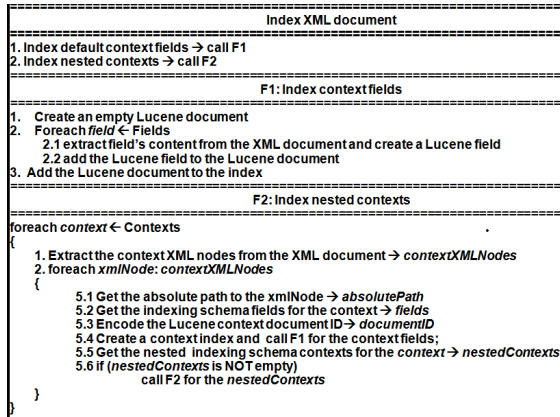 Index XML document
1. Index default context fields → call F1
2. Index nested contexts → call F2
F1: Index context fields
1. Create an empty Lucene document
2. Foreach field ← Fields
2.1 extract field's content from the XML document and create a Lucene field
2.2 add the Lucene field to the Lucene document
3. Add the Lucene document to the index
F2: Index nested contexts
foreach context ← Contexts
{
1. Extract the context XML nodes from the XML document → contextXMLNodes
2. foreach xmlNode: contextXMLNodes
{
5.1 Get the absolute path to the xmlNode → absolutePath
5.2 Get the indexing schema fields for the context → fields
5.3 Encode the Lucene context document ID → documentID
5.4 Create a context index and call F1 for the context fields;
5.5 Get the nested indexing schema contexts for the context → nestedContexts
5.6 if (nestedContexts is NOT empty)
call F2 for the nestedContexts
}
}